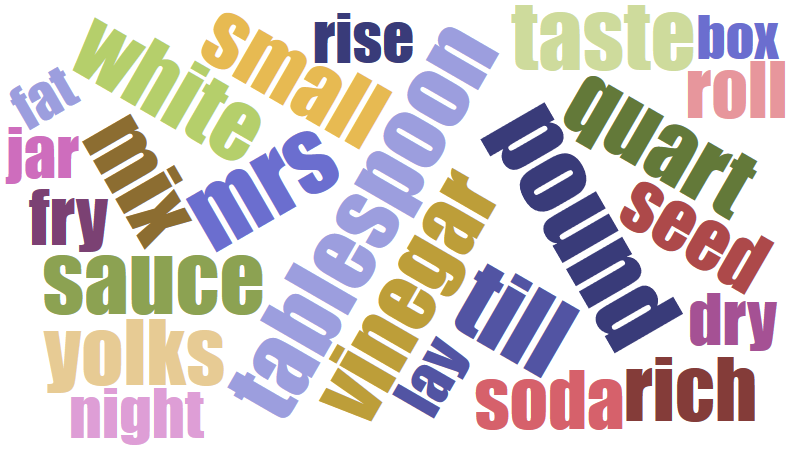 rise
taste
box
white
small
tablespoon
roll
fat
quart
jar
mix
mrs
pound
seed
fry
vinegar
sauce
till
dry
yolks
lay
soda
rich
night